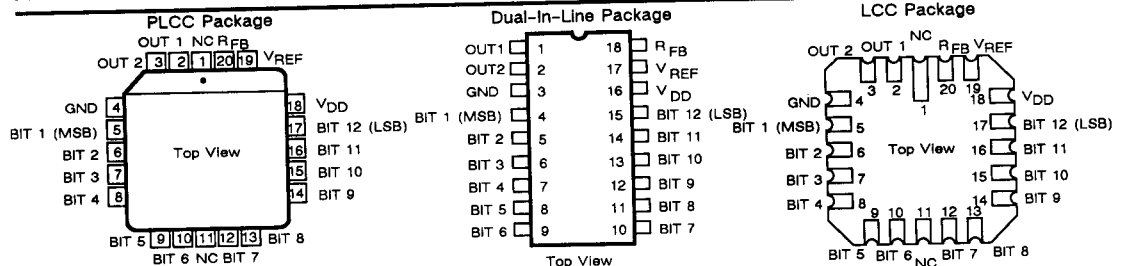 PLCC Package
OUT 1 NC R FB
OUT 2 3 2 1 20 19 V REF
GND 4 18 V DD
BIT 1 (MSB) 5 17 BIT 12 (LSB)
BIT 2 6 16 BIT 11
Top View
BIT 3 7 15 BIT 10
BIT 4 8 14 BIT 9
BIT 5 9 10 11 12 13 BIT 8
BIT 6 NC BIT 7
Dual-In-Line Package
OUT1 1 18 R FB
OUT2 2 17 V REF
GND 3 16 V DD
BIT 1 (MSB) 4 15 BIT 12 (LSB)
BIT 2 5 14 BIT 11
BIT 3 6 13 BIT 10
BIT 4 7 12 BIT 9
BIT 5 8 11 BIT 8
BIT 6 9 10 BIT 7
Top View
LCC Package
NC
OUT 2 OUT 1 R FB V REF
3 2 1 20 19
GND 4 18 V DD
BIT 1 (MSB) 5 17 BIT 12 (LSB)
BIT 2 6 Top View 16 BIT 11
BIT 3 7 15 BIT 10
BIT 4 8 14 BIT 9
9 10 11 12 13
BIT 5 BIT 6 NC BIT 7 BIT 8